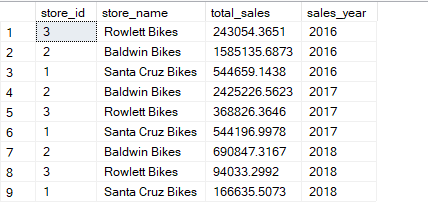 store_id store_name total_sales sales_year
1 3 Rowlett Bikes 243054.3651 2016
2 2 Baldwin Bikes 1585135.6873 2016
3 1 Santa Cruz Bikes 544659.1438 2016
4 2 Baldwin Bikes 2425226.5623 2017
5 3 Rowlett Bikes 368826.3646 2017
6 1 Santa Cruz Bikes 544196.9978 2017
7 2 Baldwin Bikes 690847.3167 2018
8 3 Rowlett Bikes 94033.2992 2018
9 1 Santa Cruz Bikes 166635.5073 2018